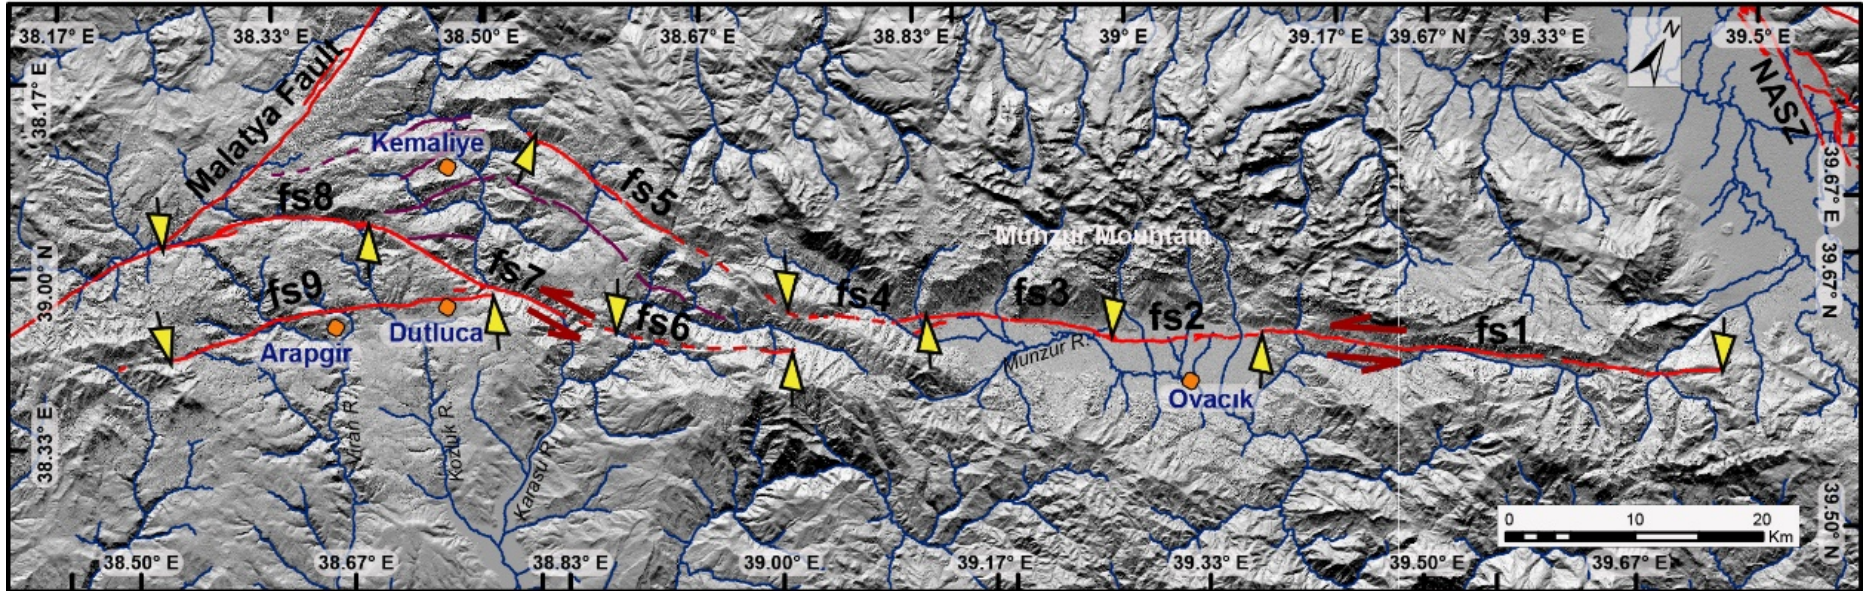 38.17° E
38.33° E
38.50° E
38.67° E
38.83° E
39° E
39.17° E
39.67° N
39.33° E
39.5° E
N
38.17° E
Malatya Fault
NASZ
Kemaliye
39.67° E
fs8
fs5
Munzur Mountain
39.00° N
fs9
fs7
fs4
fs3
fs2
fs1
39.67° N
Dutluca
fs6
Arapgir
Munzur R.
Ovacık
38.33° E
Viran R.
Kozluk R.
Karasu R.
0 10 20
Km
39.50° N
38.50° E
38.67° E
38.83° E
39.00° E
39.17° E
39.33° E
39.50° E
39.67° E